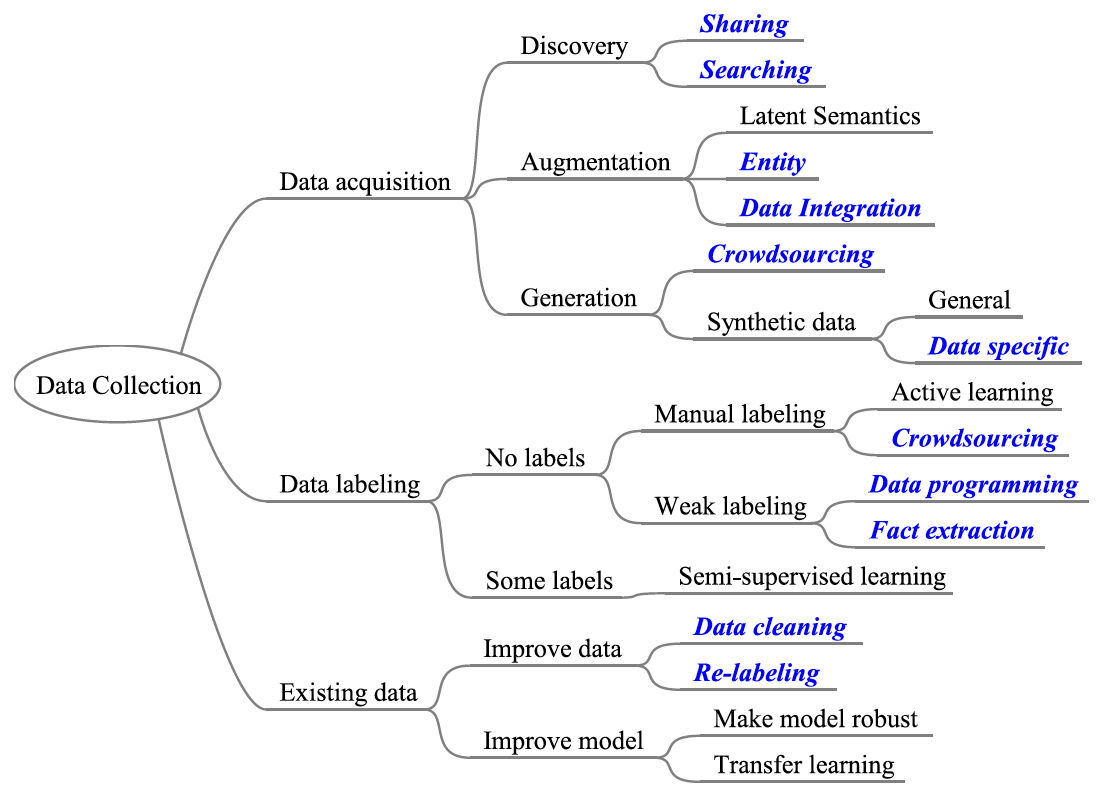 Data Collection
Data acquisition
Discovery
Sharing
Searching
Augmentation
Latent Semantics
Entity
Data Integration
Generation
Crowdsourcing
Synthetic data
General
Data specific
Data labeling
No labels
Manual labeling
Active learning
Crowdsourcing
Weak labeling
Data programming
Fact extraction
Some labels
Semi-supervised learning
Existing data
Improve data
Data cleaning
Re-labeling
Improve model
Make model robust
Transfer learning